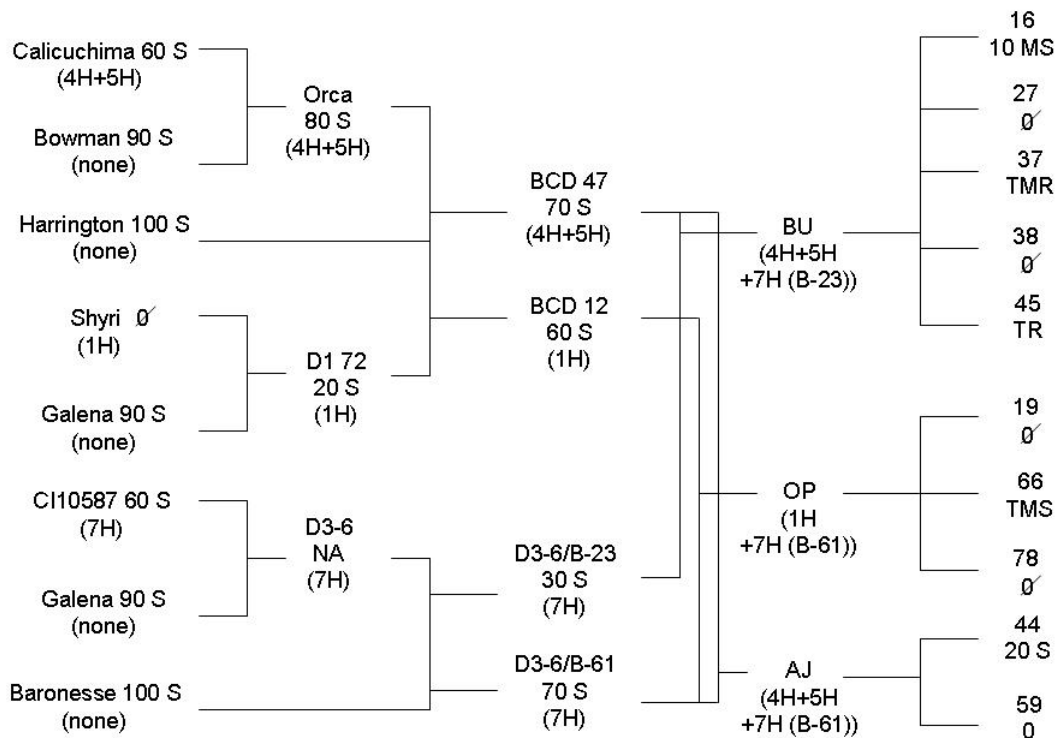 Calicuchima 60 S
(4H+5H)
Bowman 90 S
(none)
Harrington 100 S
(none)
Shyri 0̸
(1H)
Galena 90 S
(none)
CI10587 60 S
(7H)
Galena 90 S
(none)
Baronesse 100 S
(none)
Orca
80 S
(4H+5H)
D1 72
20 S
(1H)
D3-6
NA
(7H)
BCD 47
70 S
(4H+5H)
BCD 12
60 S
(1H)
D3-6/B-23
30 S
(7H)
D3-6/B-61
70 S
(7H)
BU
(4H+5H
+7H (B-23))
OP
(1H
+7H (B-61))
AJ
(4H+5H
+7H (B-61))
16
10 MS
27
0̸
37
TMR
38
0̸
45
TR
19
0̸
66
TMS
78
0̸
44
20 S
59
0